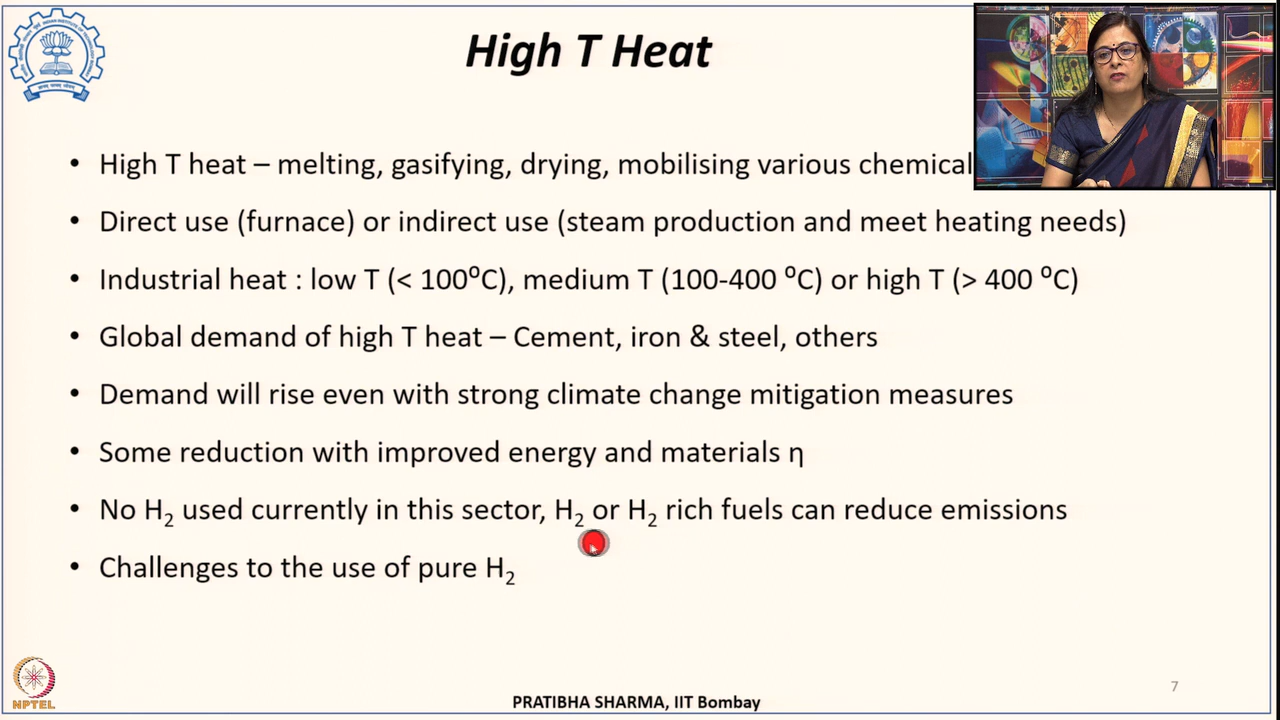 High T Heat
• High T heat – melting, gasifying, drying, mobilising various chemical
• Direct use (furnace) or indirect use (steam production and meet heating needs)
• Industrial heat : low T (< 100⁰C), medium T (100-400 ⁰C) or high T (> 400 ⁰C)
• Global demand of high T heat – Cement, iron & steel, others
• Demand will rise even with strong climate change mitigation measures
• Some reduction with improved energy and materials η
• No H₂ used currently in this sector, H₂ or H₂ rich fuels can reduce emissions
• Challenges to the use of pure H₂
NPTEL
PRATIBHA SHARMA, IIT Bombay
7